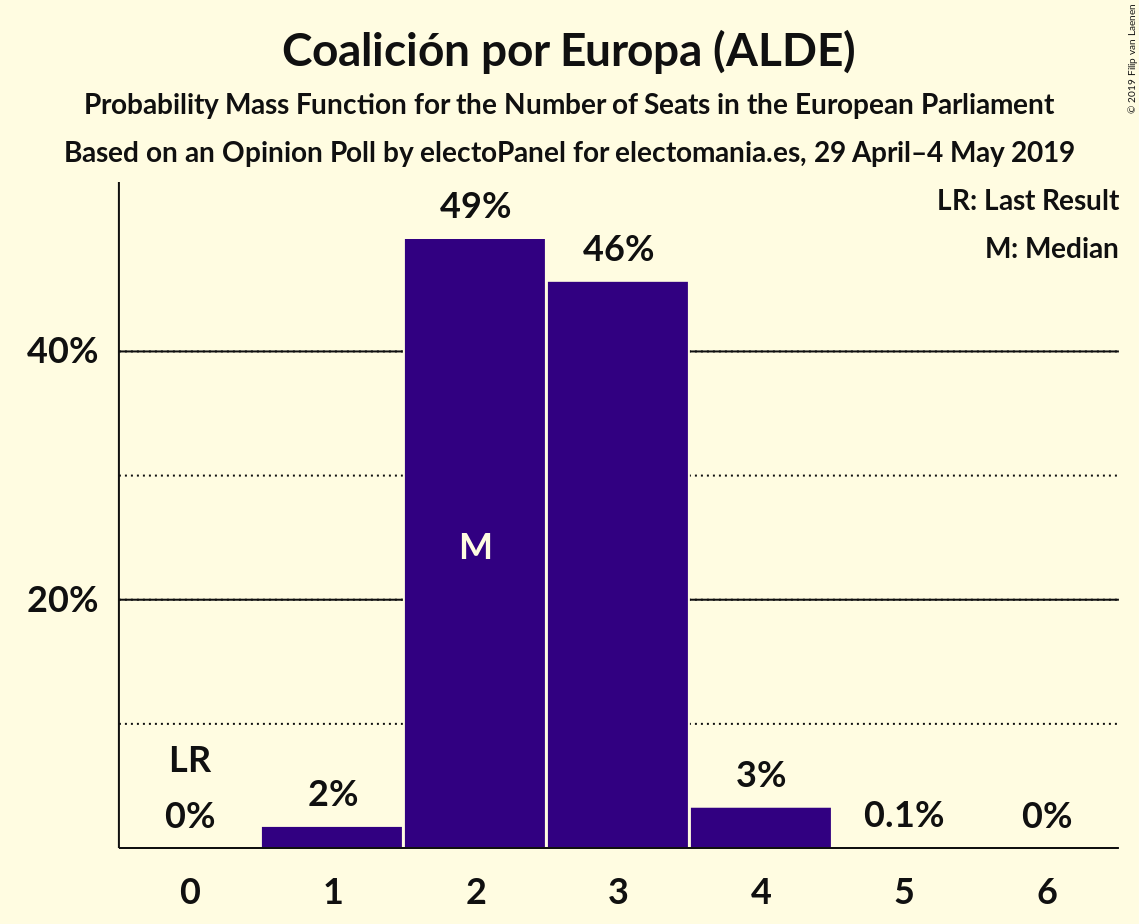 Coalición por Europa (ALDE)
Probability Mass Function for the Number of Seats in the European Parliament
Based on an Opinion Poll by electoPanel for electomania.es, 29 April–4 May 2019
© 2019 Filip van Laenen
LR: Last Result
M: Median
49%
46%
40%
M
20%
LR
0%
2%
3%
0.1%
0%
0
1
2
3
4
5
6